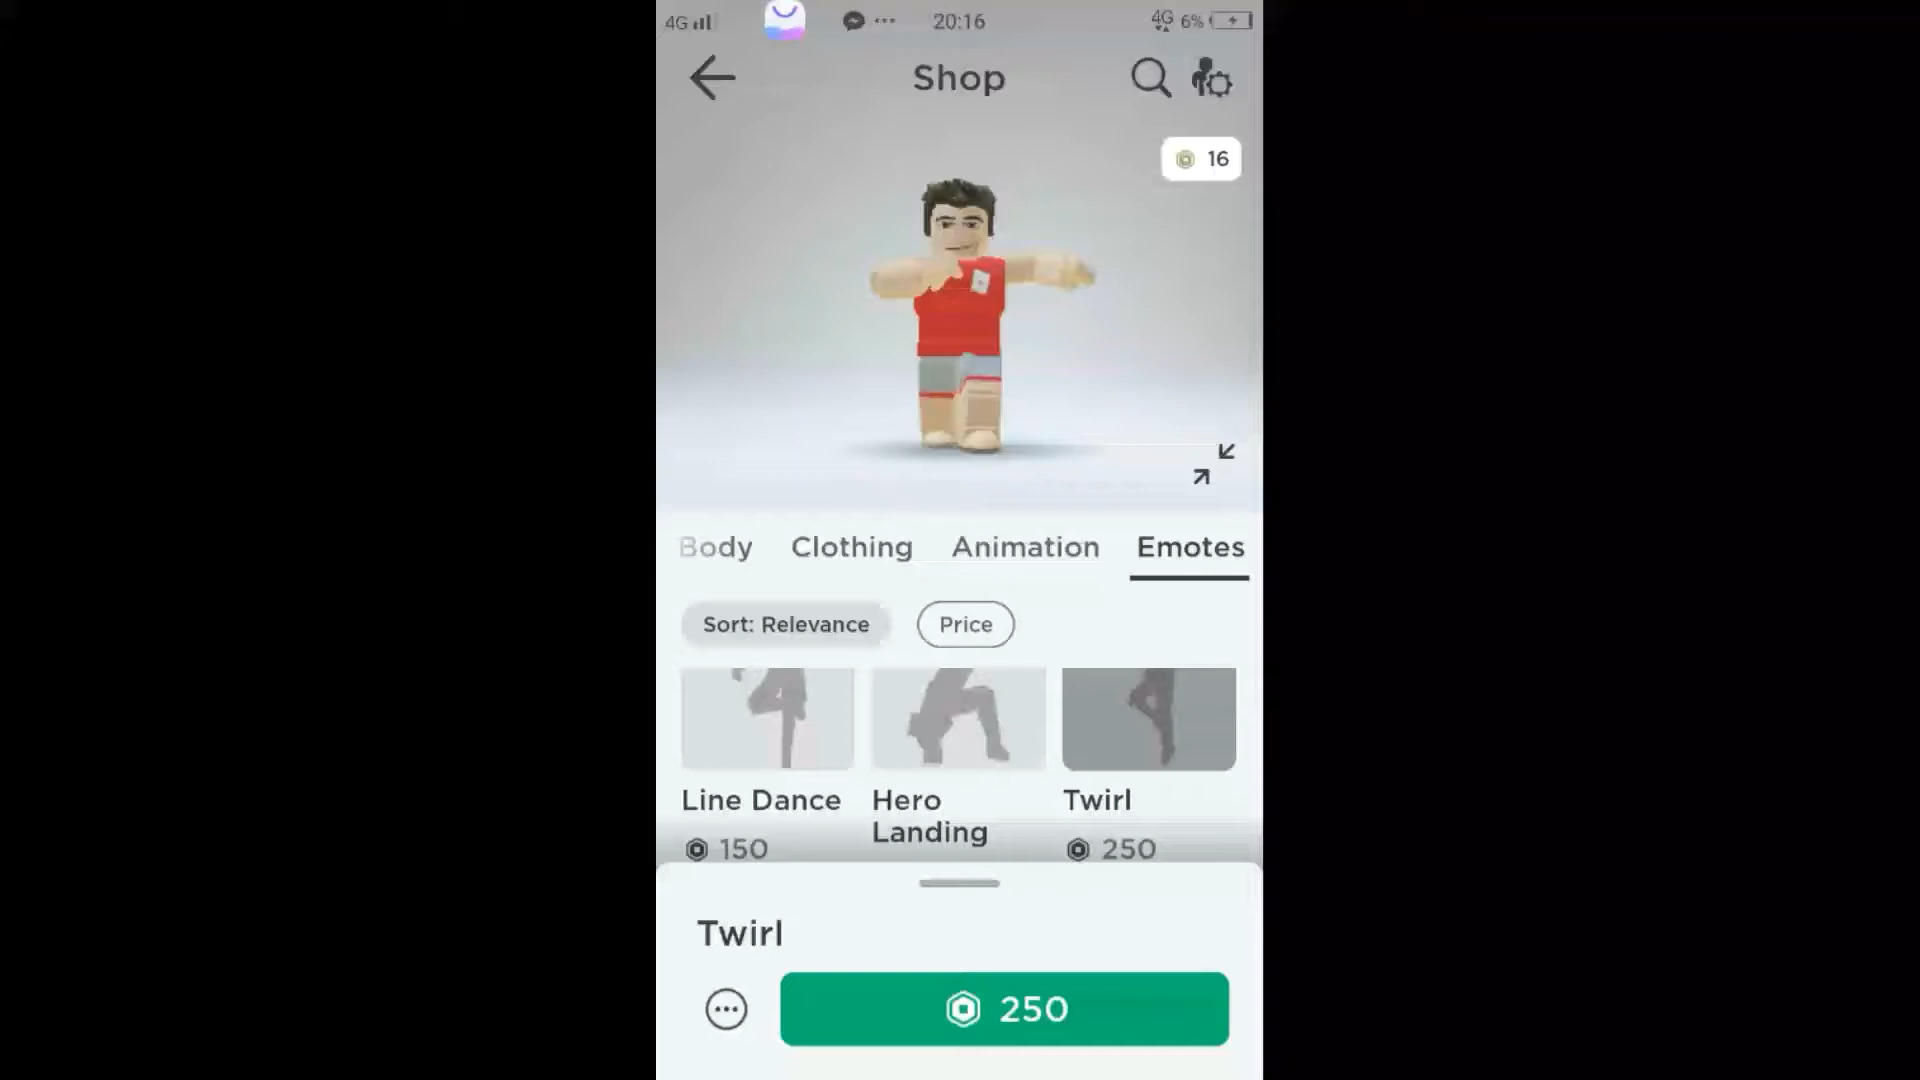 4G 20:16 4G 6%
Shop
16
Body Clothing Animation Emotes
Sort: Relevance Price
Line Dance Hero Landing Twirl
150 250
Twirl
250